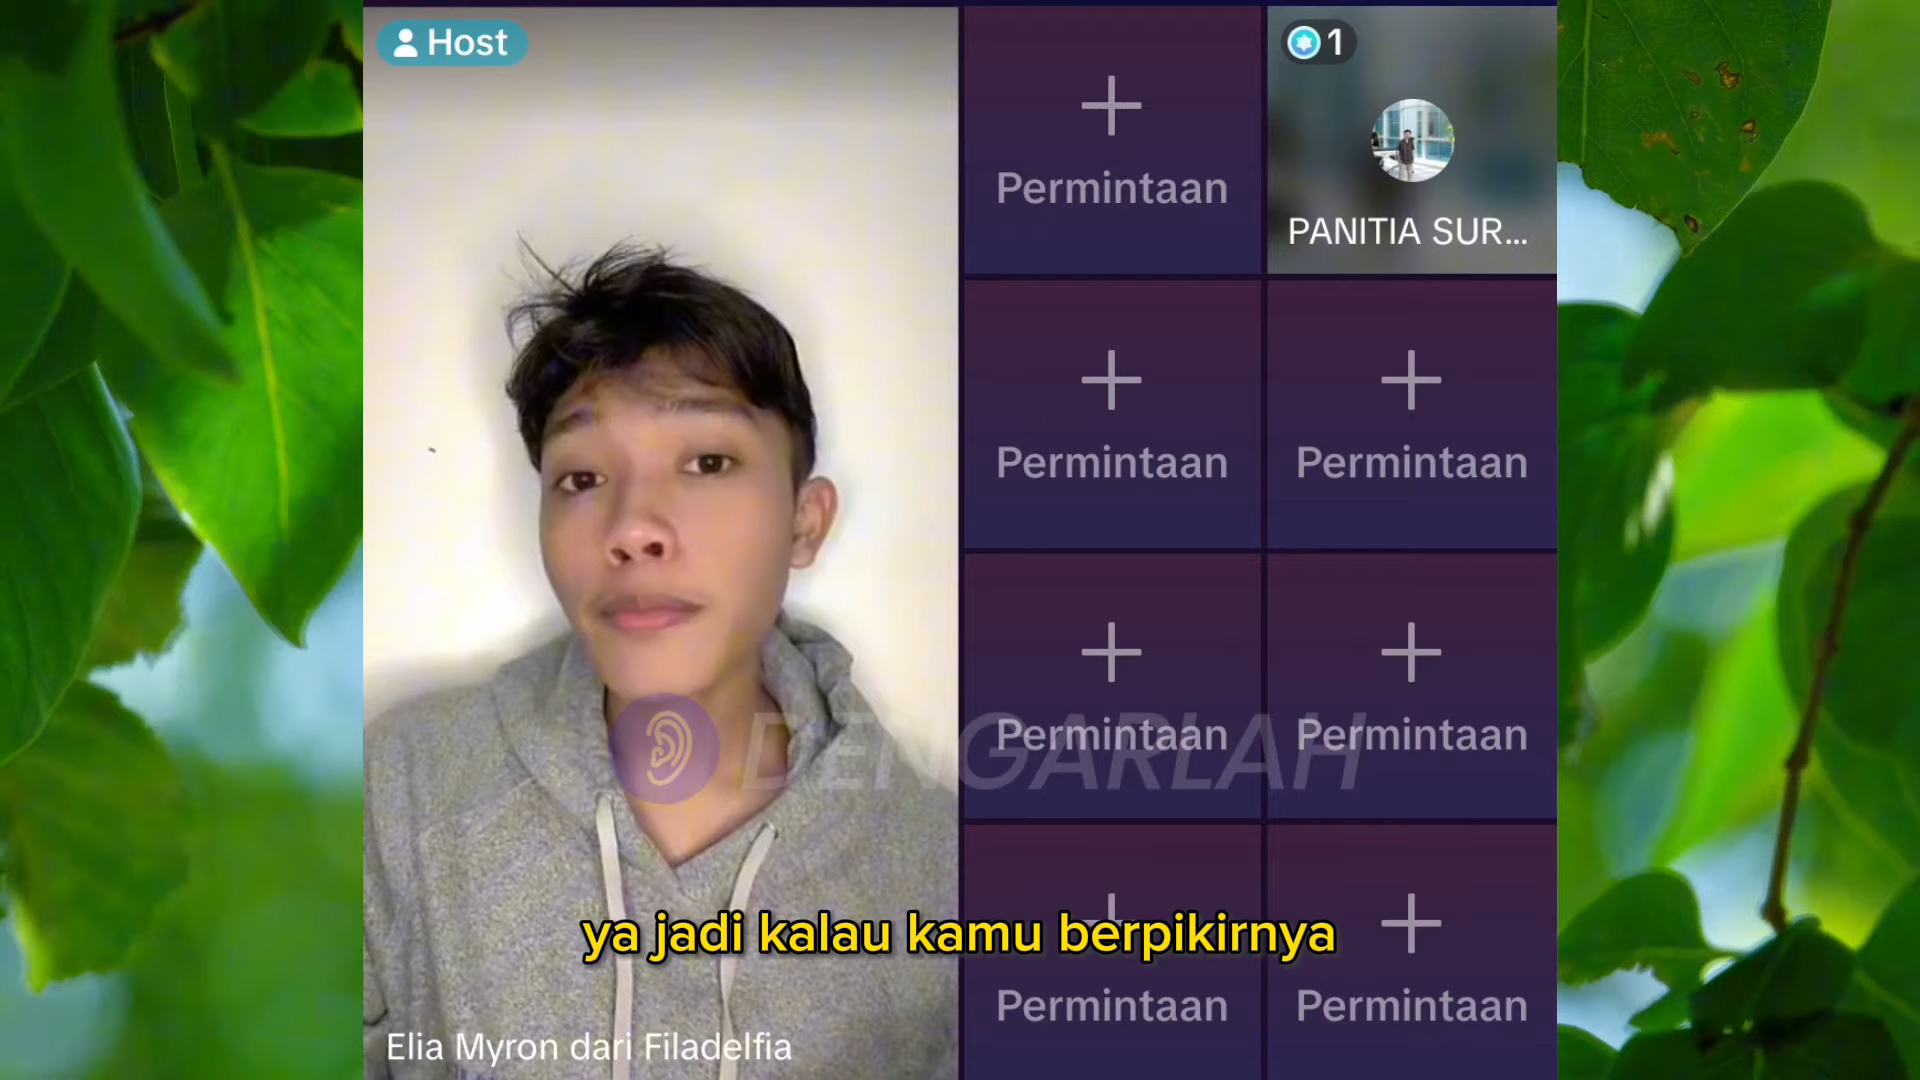 Host
1
Permintaan
PANITIA SUR...
Permintaan
Permintaan
Permintaan
Permintaan
DENGARLAH
ya jadi kalau kamu berpikirnya
Permintaan
Permintaan
Elia Myron dari Filadelfia